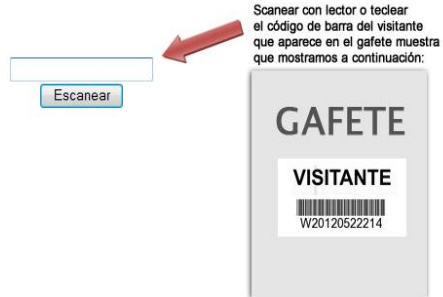 Scanear con lector o teclear
el código de barra del visitante
que aparece en el gafete muestra
que mostramos a continuación:
Escanear
GAFETE
VISITANTE
W20120522214